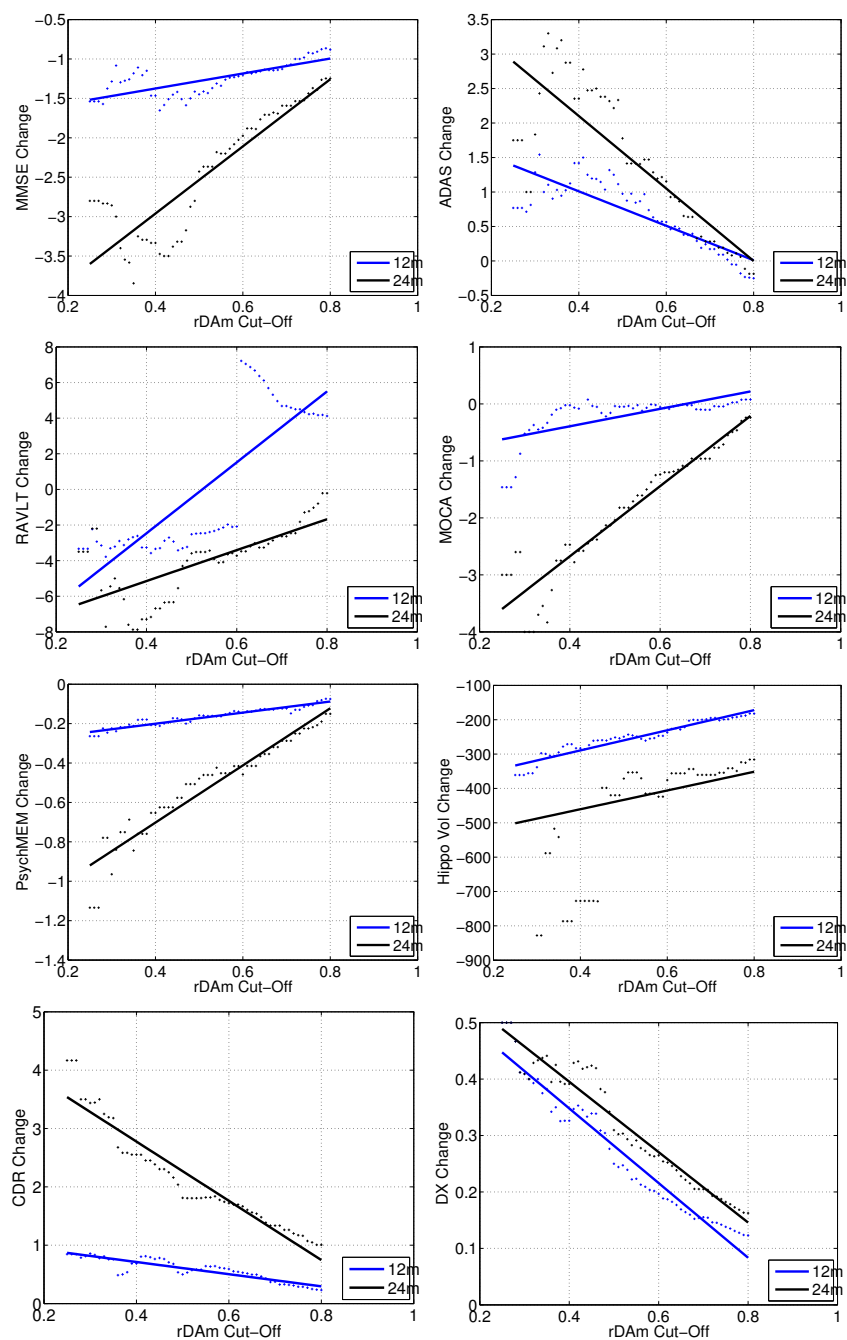 −0.5
−1
−1.5
−2
−2.5
−3
−3.5
−4
MMSE Change
0.2 0.4 0.6 0.8 1
rDAm Cut−Off
12m
24m
3.5
3
2.5
2
1.5
1
0.5
0
−0.5
ADAS Change
0.2 0.4 0.6 0.8 1
rDAm Cut−Off
12m
24m
8
6
4
2
0
−2
−4
−6
−8
RAVLT Change
0.2 0.4 0.6 0.8 1
rDAm Cut−Off
12m
24m
1
0
−1
−2
−3
−4
MOCA Change
0.2 0.4 0.6 0.8 1
rDAm Cut−Off
12m
24m
0
−0.2
−0.4
−0.6
−0.8
−1
−1.2
−1.4
PsychMEM Change
0.2 0.4 0.6 0.8 1
rDAm Cut−Off
12m
24m
−100
−200
−300
−400
−500
−600
−700
−800
−900
Hippo Vol Change
0.2 0.4 0.6 0.8 1
rDAm Cut−Off
12m
24m
5
4
3
2
1
0
CDR Change
0.2 0.4 0.6 0.8 1
rDAm Cut−Off
12m
24m
0.5
0.4
0.3
0.2
0.1
0
DX Change
0.2 0.4 0.6 0.8 1
rDAm Cut−Off
12m
24m